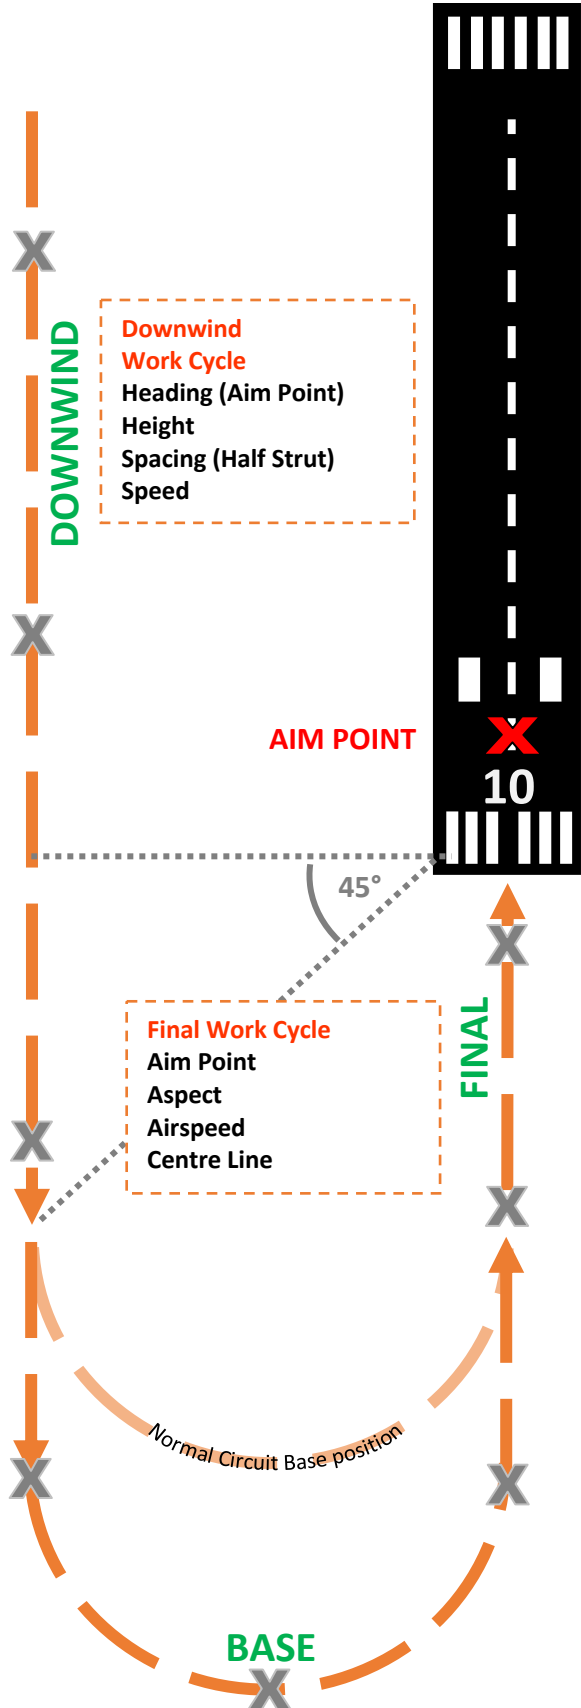 DOWNWIND
Downwind
Work Cycle
Heading (Aim Point)
Height
Spacing (Half Strut)
Speed
AIM POINT
X
10
45°
Final Work Cycle
Aim Point
Aspect
Airspeed
Centre Line
FINAL
Normal Circuit Base position
BASE